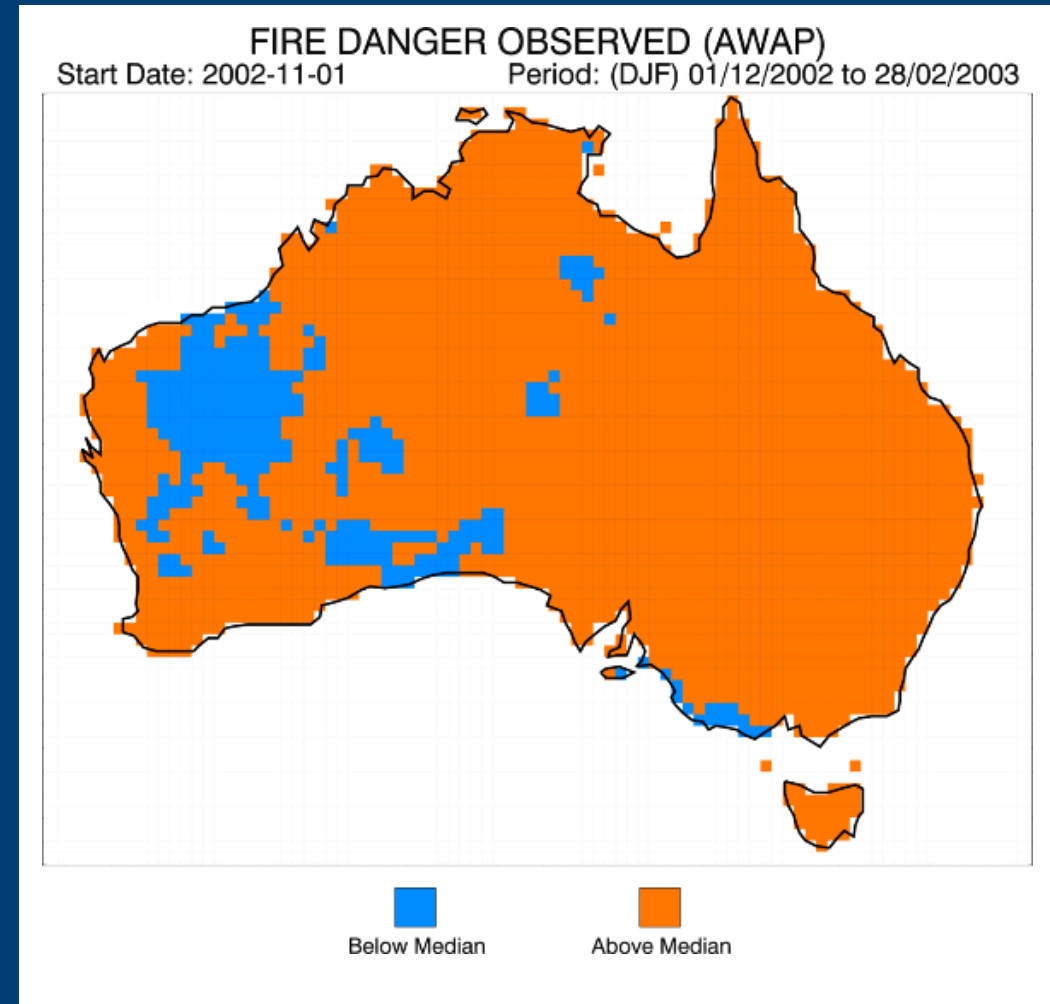 FIRE DANGER OBSERVED (AWAP)
Start Date: 2002-11-01 Period: (DJF) 01/12/2002 to 28/02/2003
Below Median Above Median